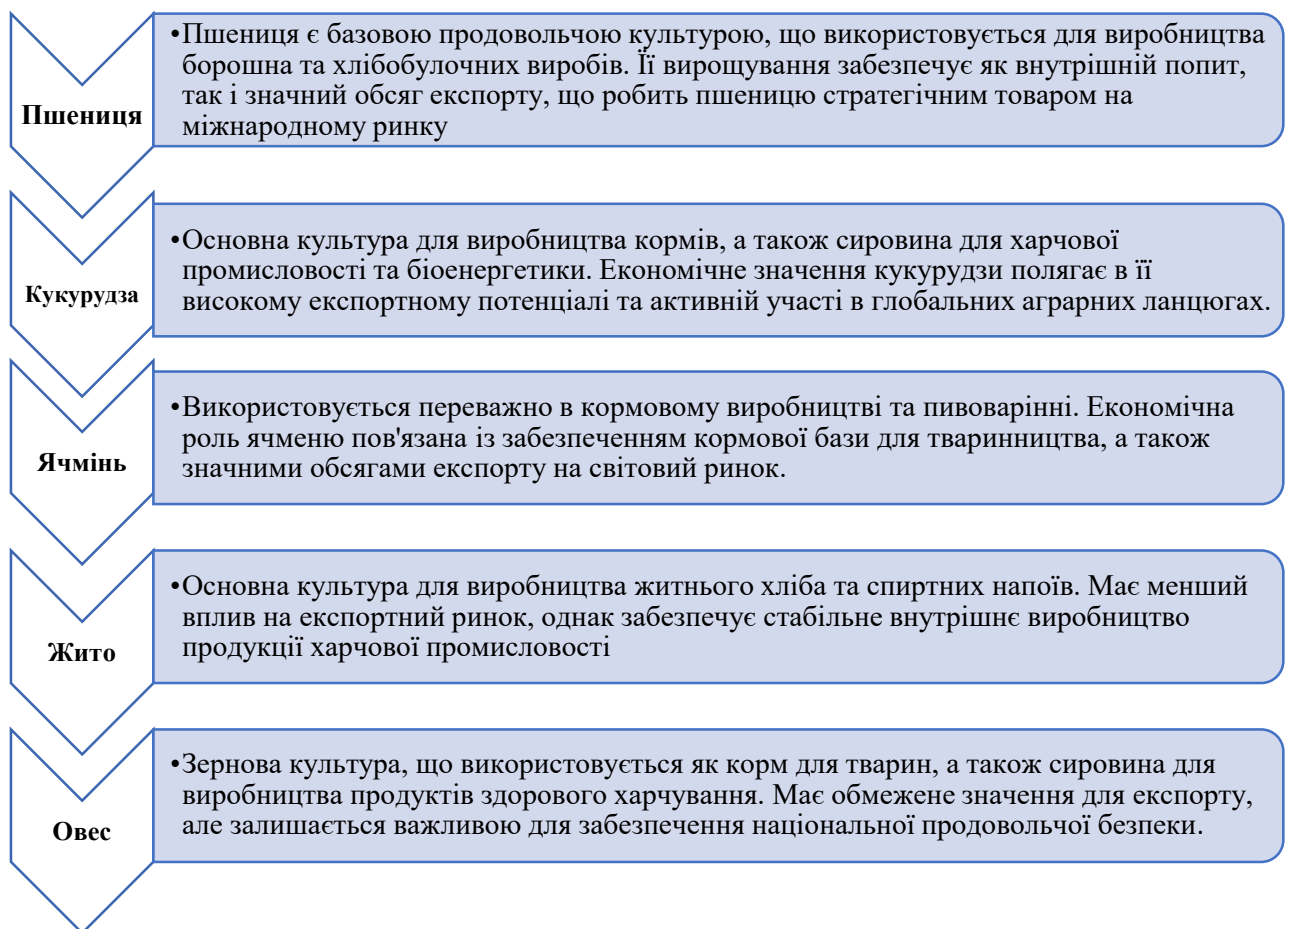 Пшениця
•Пшениця є базовою продовольчою культурою, що використовується для виробництва
борошна та хлібобулочних виробів. Її вирощування забезпечує як внутрішній попит,
так і значний обсяг експорту, що робить пшеницю стратегічним товаром на
міжнародному ринку
Кукурудза
•Основна культура для виробництва кормів, а також сировина для харчової
промисловості та біоенергетики. Економічне значення кукурудзи полягає в її
високому експортному потенціалі та активній участі в глобальних аграрних ланцюгах.
Ячмінь
•Використовується переважно в кормовому виробництві та пивоварінні. Економічна
роль ячменю пов'язана із забезпеченням кормової бази для тваринництва, а також
значними обсягами експорту на світовий ринок.
Жито
•Основна культура для виробництва житнього хліба та спиртних напоїв. Має менший
вплив на експортний ринок, однак забезпечує стабільне внутрішнє виробництво
продукції харчової промисловості
Овес
•Зернова культура, що використовується як корм для тварин, а також сировина для
виробництва продуктів здорового харчування. Має обмежене значення для експорту,
але залишається важливою для забезпечення національної продовольчої безпеки.